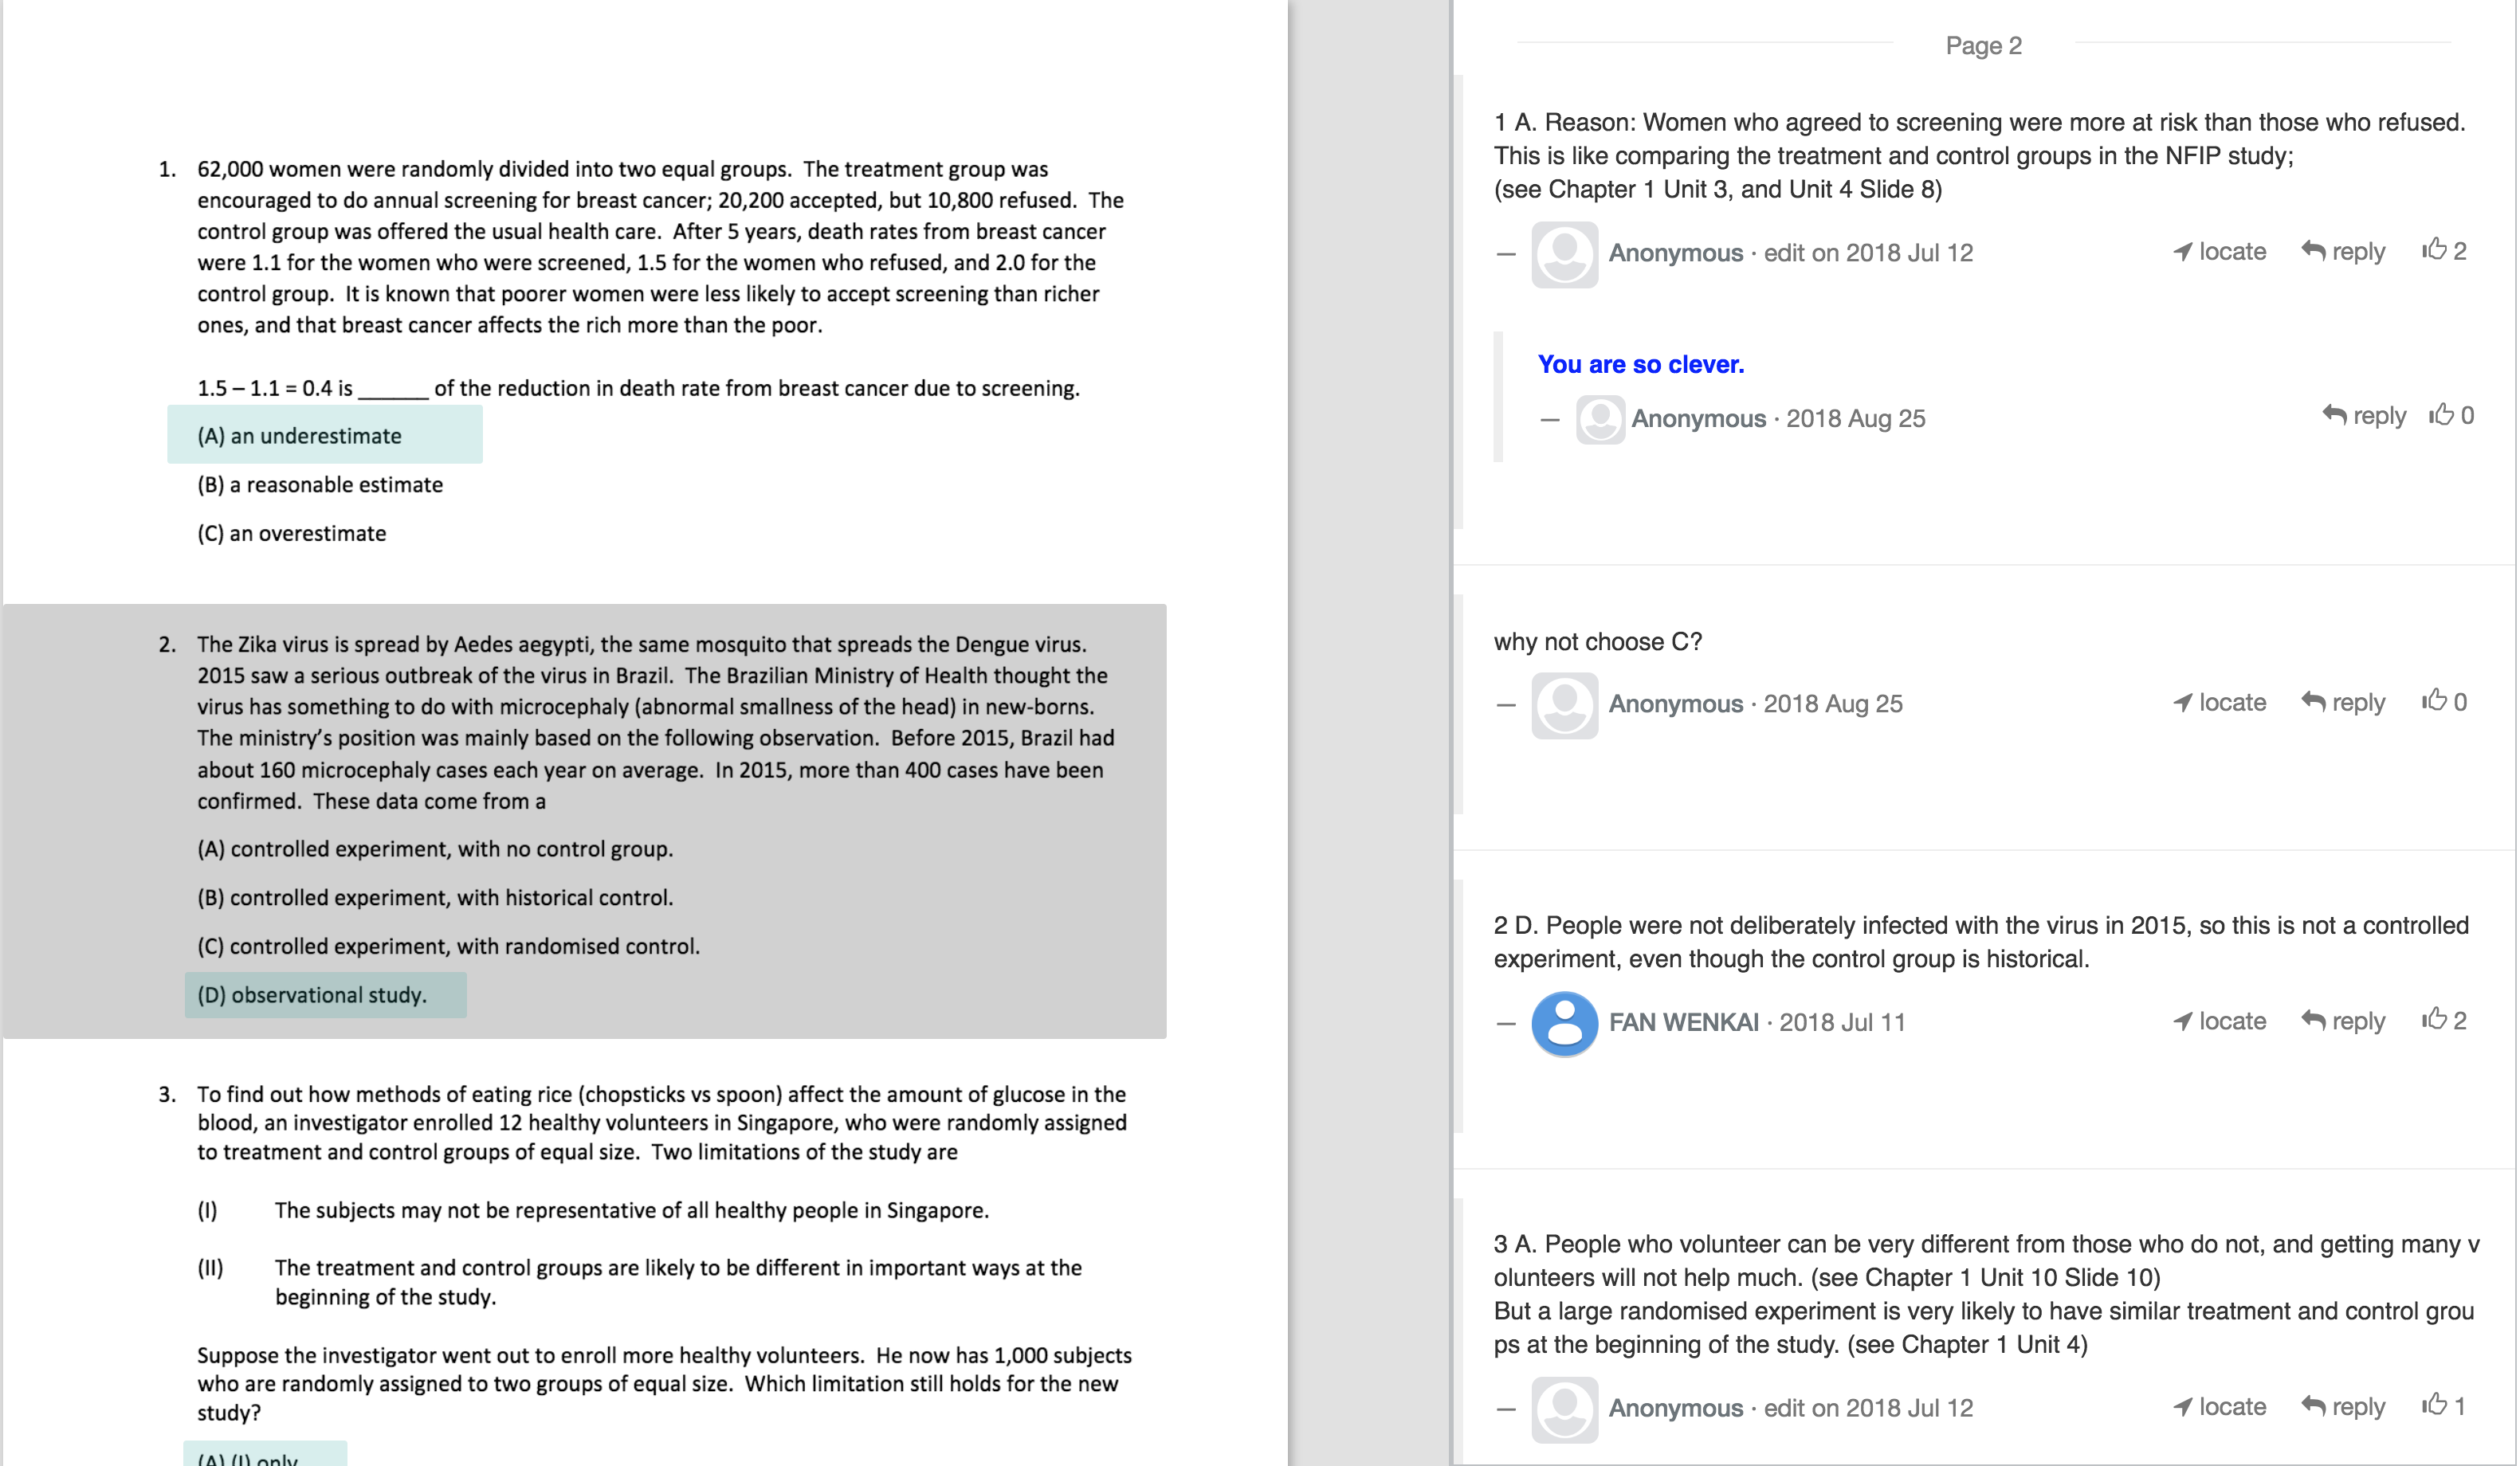 1. 62,000 women were randomly divided into two equal groups. The treatment group was
encouraged to do annual screening for breast cancer; 20,200 accepted, but 10,800 refused. The
control group was offered the usual health care. After 5 years, death rates from breast cancer
were 1.1 for the women who were screened, 1.5 for the women who refused, and 2.0 for the
control group. It is known that poorer women were less likely to accept screening than richer
ones, and that breast cancer affects the rich more than the poor.
1.5 – 1.1 = 0.4 is ______ of the reduction in death rate from breast cancer due to screening.
(A) an underestimate
(B) a reasonable estimate
(C) an overestimate
2. The Zika virus is spread by Aedes aegypti, the same mosquito that spreads the Dengue virus.
2015 saw a serious outbreak of the virus in Brazil. The Brazilian Ministry of Health thought the
virus has something to do with microcephaly (abnormal smallness of the head) in new-borns.
The ministry's position was mainly based on the following observation. Before 2015, Brazil had
about 160 microcephaly cases each year on average. In 2015, more than 400 cases have been
confirmed. These data come from a
(A) controlled experiment, with no control group.
(B) controlled experiment, with historical control.
(C) controlled experiment, with randomised control.
(D) observational study.
3. To find out how methods of eating rice (chopsticks vs spoon) affect the amount of glucose in the
blood, an investigator enrolled 12 healthy volunteers in Singapore, who were randomly assigned
to treatment and control groups of equal size. Two limitations of the study are
(I) The subjects may not be representative of all healthy people in Singapore.
(II) The treatment and control groups are likely to be different in important ways at the
beginning of the study.
Suppose the investigator went out to enroll more healthy volunteers. He now has 1,000 subjects
who are randomly assigned to two groups of equal size. Which limitation still holds for the new
study?
(A) (I) only
Page 2
1 A. Reason: Women who agreed to screening were more at risk than those who refused.
This is like comparing the treatment and control groups in the NFIP study;
(see Chapter 1 Unit 3, and Unit 4 Slide 8)
— Anonymous · edit on 2018 Jul 12 locate reply 2
You are so clever.
— Anonymous · 2018 Aug 25 reply 0
why not choose C?
— Anonymous · 2018 Aug 25 locate reply 0
2 D. People were not deliberately infected with the virus in 2015, so this is not a controlled
experiment, even though the control group is historical.
— FAN WENKAI · 2018 Jul 11 locate reply 2
3 A. People who volunteer can be very different from those who do not, and getting many v
olunteers will not help much. (see Chapter 1 Unit 10 Slide 10)
But a large randomised experiment is very likely to have similar treatment and control grou
ps at the beginning of the study. (see Chapter 1 Unit 4)
— Anonymous · edit on 2018 Jul 12 locate reply 1